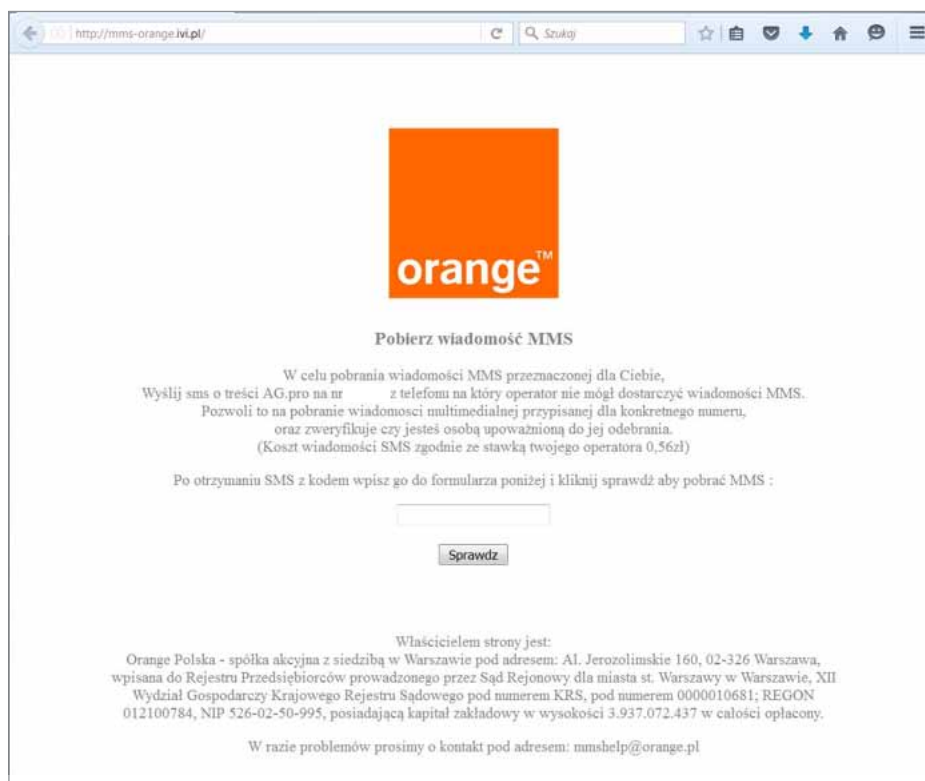 http://mms-orange.ivi.pl/
Szukaj
orange™
Pobierz wiadomość MMS
W celu pobrania wiadomości MMS przeznaczonej dla Ciebie,
Wyślij sms o treści AG.pro na nr z telefonu na który operator nie mógł dostarczyć wiadomości MMS.
Pozwoli to na pobranie wiadomosci multimedialnej przypisanej dla konkretnego numeru,
oraz zweryfikuje czy jesteś osobą upoważnioną do jej odebrania.
(Koszt wiadomości SMS zgodnie ze stawką twojego operatora 0,56zł)
Po otrzymaniu SMS z kodem wpisz go do formularza poniżej i kliknij sprawdź aby pobrać MMS :
Sprawdz
Właścicielem strony jest:
Orange Polska - spółka akcyjna z siedzibą w Warszawie pod adresem: Al. Jerozolimskie 160, 02-326 Warszawa,
wpisana do Rejestru Przedsiębiorców prowadzonego przez Sąd Rejonowy dla miasta st. Warszawy w Warszawie, XII
Wydział Gospodarczy Krajowego Rejestru Sądowego pod numerem KRS, pod numerem 0000010681; REGON
012100784, NIP 526-02-50-995, posiadającą kapitał zakładowy w wysokości 3.937.072.437 w całości opłacony.
W razie problemów prosimy o kontakt pod adresem: mmshelp@orange.pl